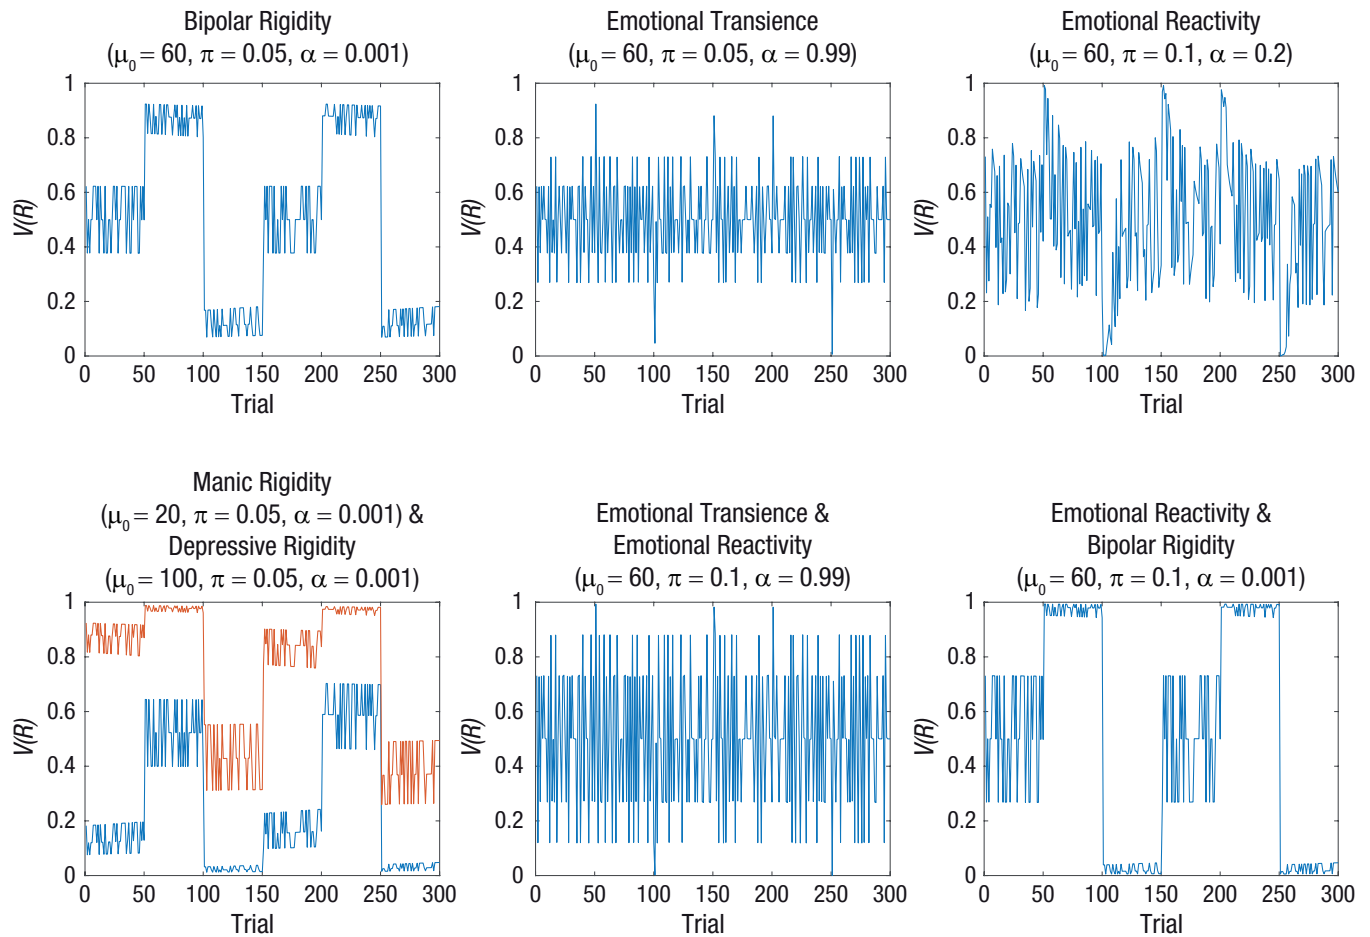 Bipolar Rigidity
(μ₀ = 60, π = 0.05, α = 0.001)
V(R)
1
0.8
0.6
0.4
0.2
0
0 50 100 150 200 250 300
Trial
Emotional Transience
(μ₀ = 60, π = 0.05, α = 0.99)
V(R)
1
0.8
0.6
0.4
0.2
0
0 50 100 150 200 250 300
Trial
Emotional Reactivity
(μ₀ = 60, π = 0.1, α = 0.2)
V(R)
1
0.8
0.6
0.4
0.2
0
0 50 100 150 200 250 300
Trial
Manic Rigidity
(μ₀ = 20, π = 0.05, α = 0.001) &
Depressive Rigidity
(μ₀ = 100, π = 0.05, α = 0.001)
V(R)
1
0.8
0.6
0.4
0.2
0
0 50 100 150 200 250 300
Trial
Emotional Transience &
Emotional Reactivity
(μ₀ = 60, π = 0.1, α = 0.99)
V(R)
1
0.8
0.6
0.4
0.2
0
0 50 100 150 200 250 300
Trial
Emotional Reactivity &
Bipolar Rigidity
(μ₀ = 60, π = 0.1, α = 0.001)
V(R)
1
0.8
0.6
0.4
0.2
0
0 50 100 150 200 250 300
Trial